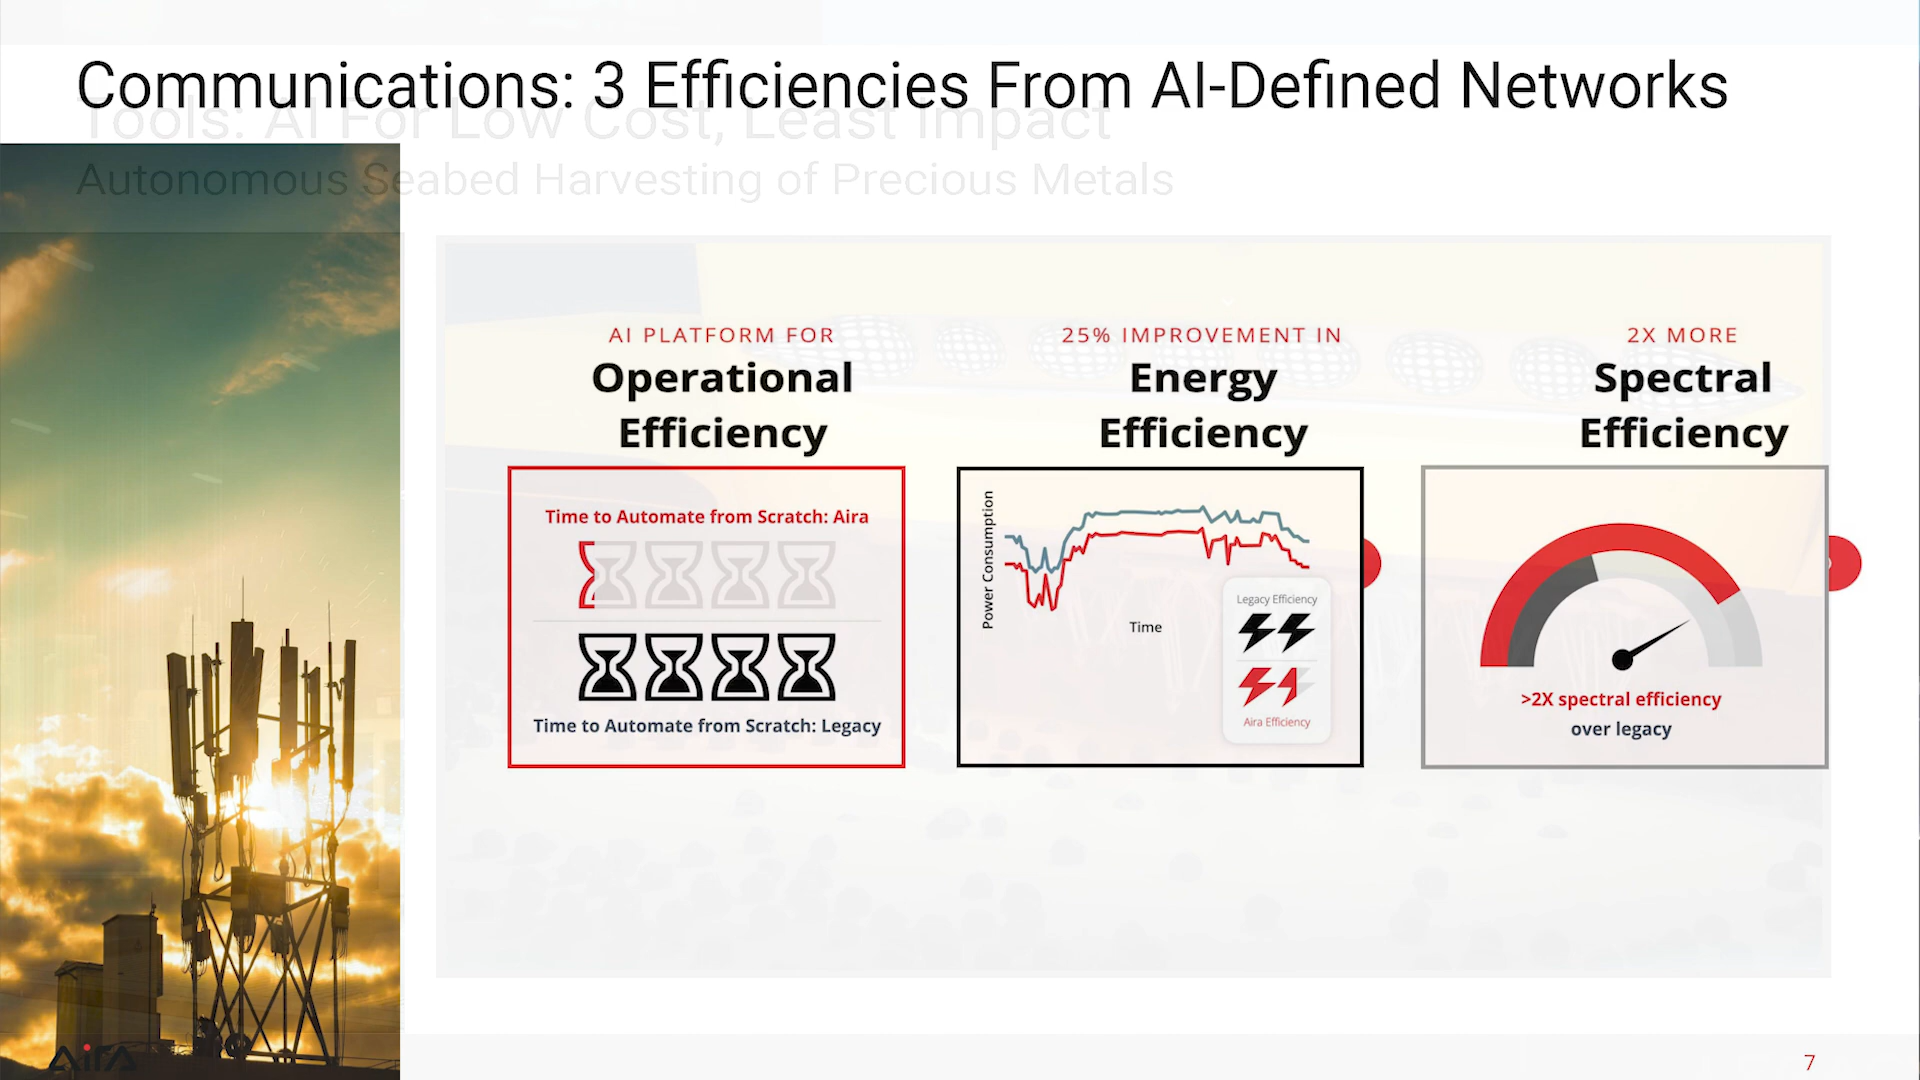 Communications: 3 Efficiencies From AI-Defined Networks
Tools: AI For Low Cost, Least Impact
Autonomous Seabed Harvesting of Precious Metals
AI PLATFORM FOR
Operational
Efficiency
Time to Automate from Scratch: Aira
Time to Automate from Scratch: Legacy
25% IMPROVEMENT IN
Energy
Efficiency
Power Consumption
Time
Legacy Efficiency
Aira Efficiency
2X MORE
Spectral
Efficiency
>2X spectral efficiency
over legacy
AirA
7